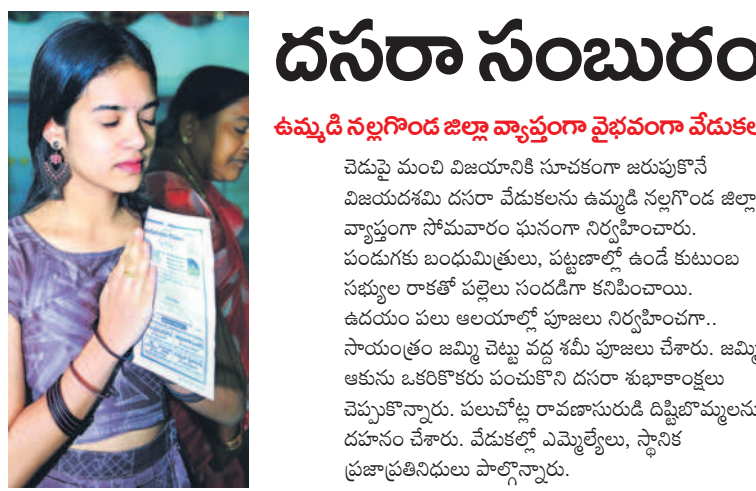 దసరా సంబురం
ఉమ్మడి నల్లగొండ జిల్లా వ్యాప్తంగా వైభవంగా
చెడుపై మంచి విజయానికి సూచకంగా జరుపుకొనే
విజయదశమి దసరా వేడుకలను ఉమ్మడి నల్లగొండ జిల్లా
వ్యాప్తంగా సోమవారం ఘనంగా నిర్వహించారు.
పండుగకు బంధుమిత్రులు, పట్టణాల్లో ఉండే కుటుంబ
సభ్యుల రాకతో పల్లెలు సందడిగా కనిపించాయి.
ఉదయం పలు ఆలయాల్లో పూజలు నిర్వహించగా..
సాయంత్రం జమ్మి చెట్టు వద్ద శమీ పూజలు చేశారు. జమ్మి
ఆకును ఒకరికొకరు పంచుకొని దసరా శుభాకాంక్షలు
చెప్పుకొన్నారు. పలుచోట్ల రావణాసురుడి దిష్టిబొమ్మలను
దహనం చేశారు. వేడుకల్లో ఎమ్మెల్యేలు, స్థానిక
ప్రజాప్రతినిధులు పాల్గొన్నారు.